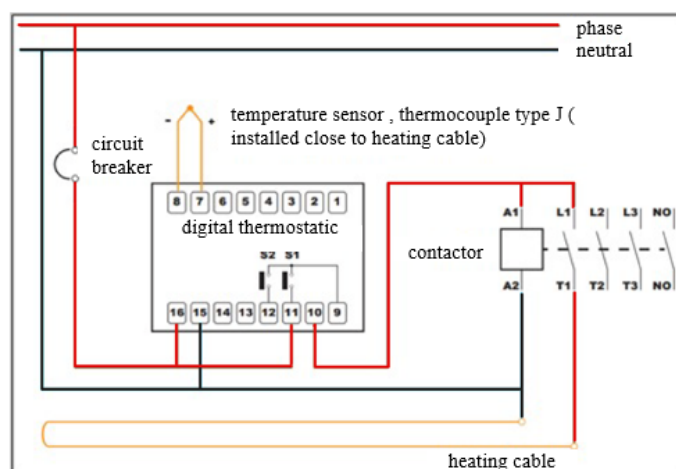 phase
neutral
- +
temperature sensor , thermocouple type J (
installed close to heating cable)
circuit
breaker
8 7 6 5 4 3 2 1
digital thermostatic
S2 S1
16 15 14 13 12 11 10 9
A1 L1 L2 L3 NO
contactor
A2 T1 T2 T3 NO
heating cable